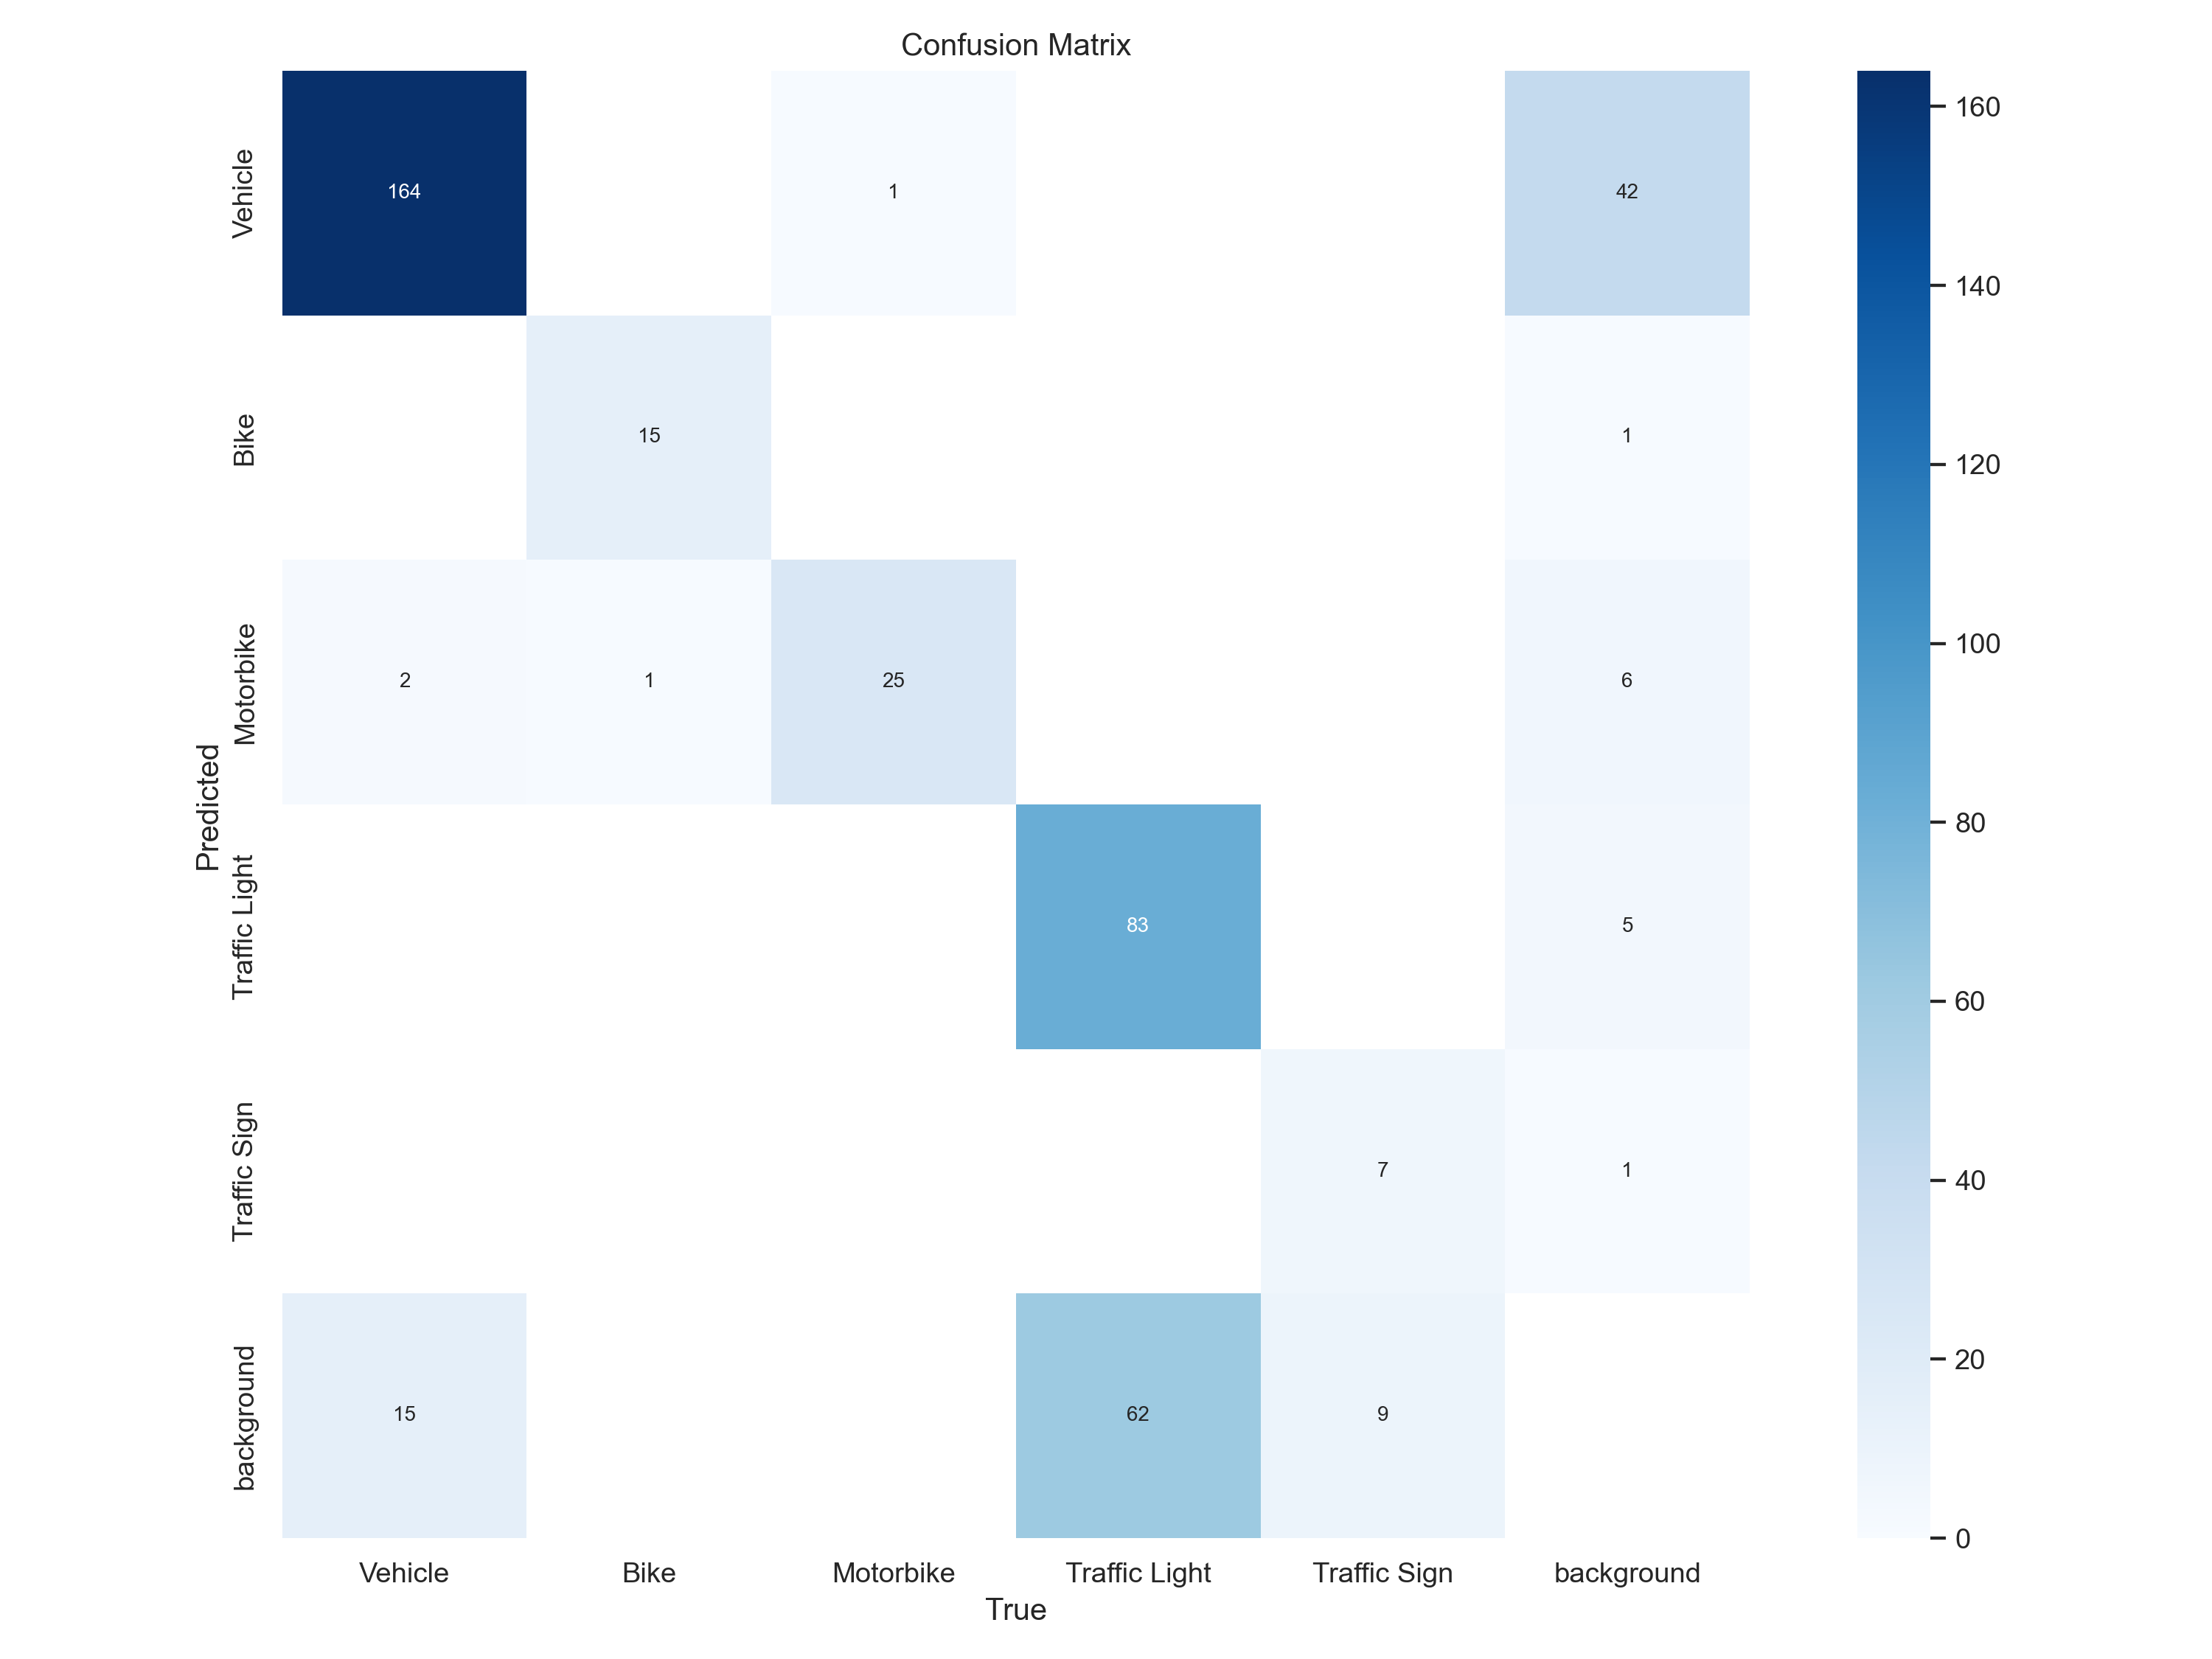 Confusion Matrix
Vehicle
164
1
42
Bike
15
1
Motorbike
2
1
25
6
Traffic Light
83
5
Traffic Sign
7
1
background
15
62
9
Predicted
Vehicle
Bike
Motorbike
Traffic Light
Traffic Sign
background
True
160
140
120
100
80
60
40
20
0